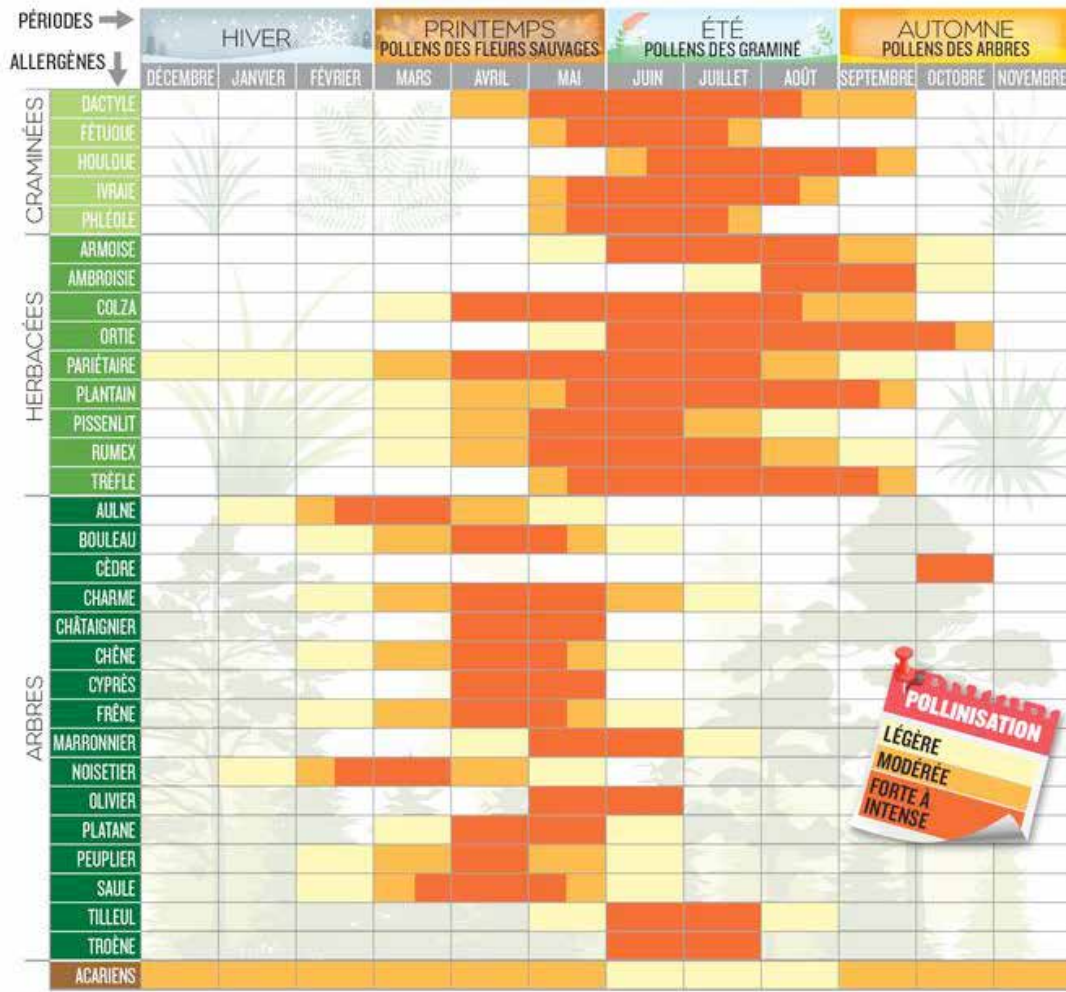 PÉRIODES
ALLERGÈNES
HIVER
PRINTEMPS
POLLENS DES FLEURS SAUVAGES
ÉTÉ
POLLENS DES GRAMINÉ
AUTOMNE
POLLENS DES ARBRES
DÉCEMBRE JANVIER FÉVRIER MARS AVRIL MAI JUIN JUILLET AOÛT SEPTEMBRE OCTOBRE NOVEMBRE
CRAMINÉES
DACTYLE
FÉTUQUE
HOULQUE
IVRAIE
PHLÉOLE
HERBACÉES
ARMOISE
AMBROISIE
COLZA
ORTIE
PARIÉTAIRE
PLANTAIN
PISSENLIT
RUMEX
TRÈFLE
ARBRES
AULNE
BOULEAU
CÈDRE
CHARME
CHÂTAIGNIER
CHÊNE
CYPRÈS
FRÊNE
MARRONNIER
NOISETIER
OLIVIER
PLATANE
PEUPLIER
SAULE
TILLEUL
TROÈNE
ACARIENS
POLLINISATION
LÉGÈRE
MODÉRÉE
FORTE À
INTENSE